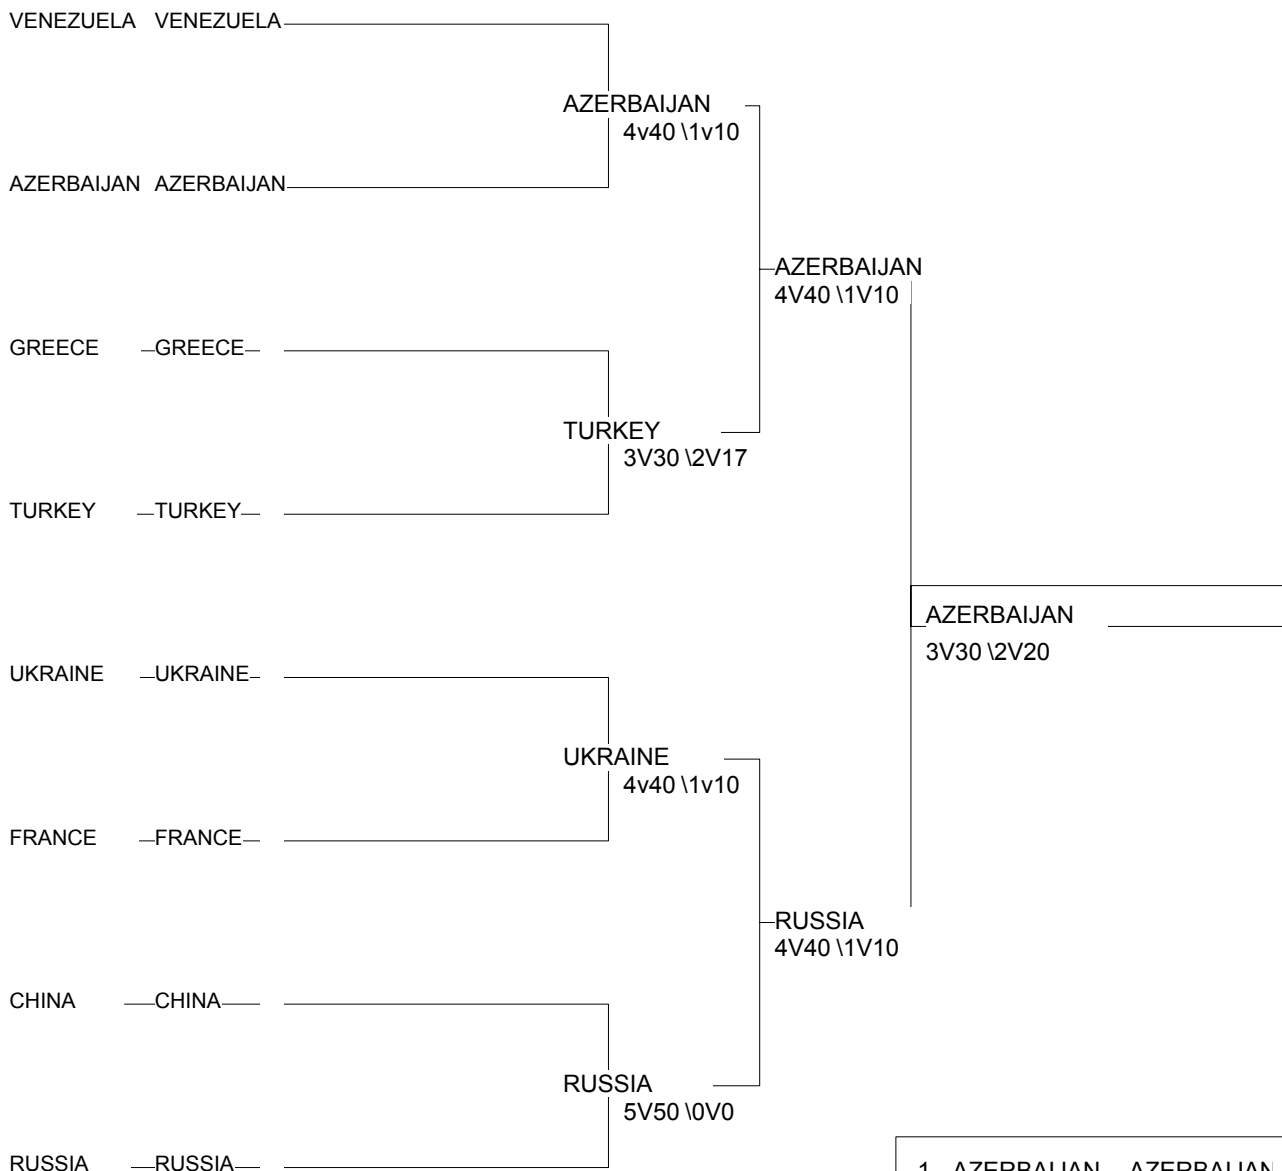 VENEZUELA VENEZUELA
AZERBAIJAN
4v40 \1v10
AZERBAIJAN AZERBAIJAN
AZERBAIJAN
4V40 \1V10
GREECE GREECE
TURKEY
3V30 \2V17
TURKEY TURKEY
AZERBAIJAN
3V30 \2V20
UKRAINE UKRAINE
UKRAINE
4v40 \1v10
FRANCE FRANCE
RUSSIA
4V40 \1V10
CHINA CHINA
RUSSIA
5V50 \0V0
RUSSIA RUSSIA
1 AZERBAIJAN AZERBAIJAN